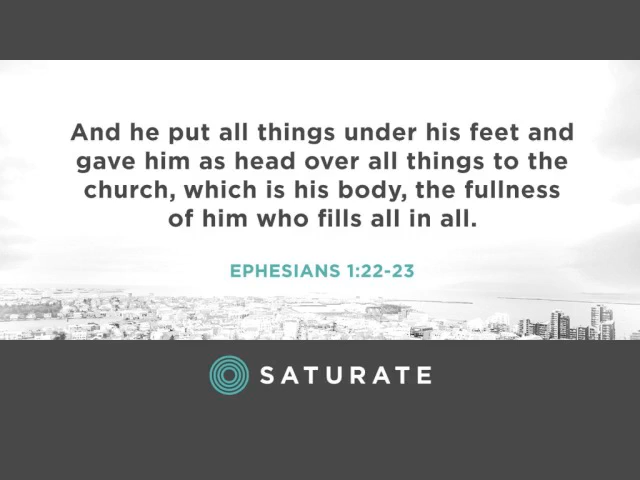 And he put all things under his feet and
gave him as head over all things to the
church, which is his body, the fullness
of him who fills all in all.
EPHESIANS 1:22-23
SATURATE